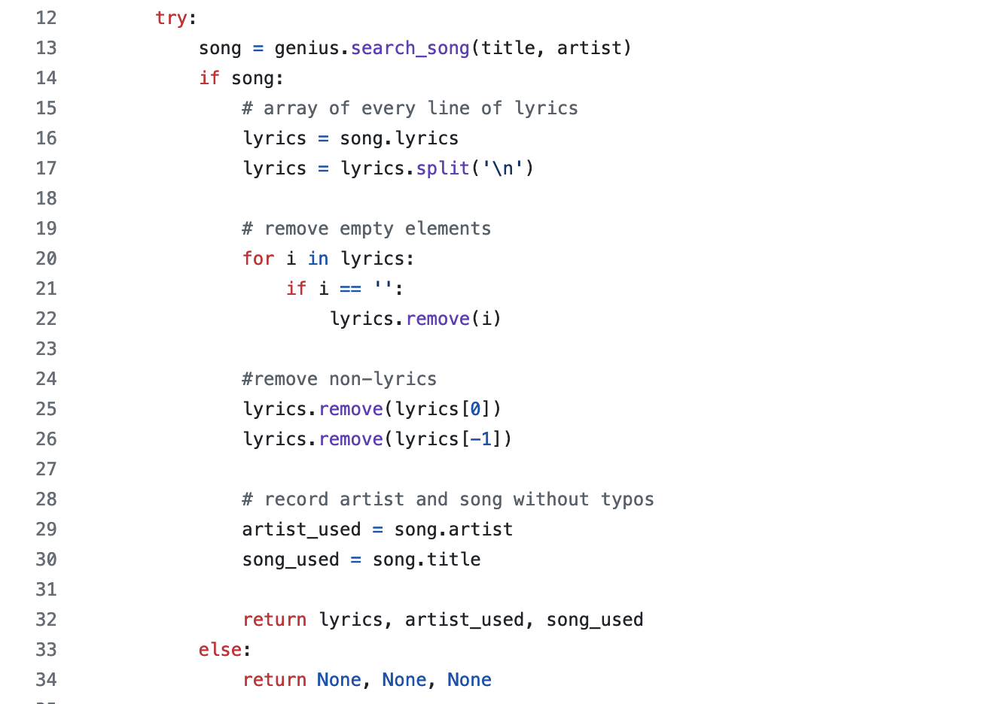 12 try:
13 song = genius.search_song(title, artist)
14 if song:
15 # array of every line of lyrics
16 lyrics = song.lyrics
17 lyrics = lyrics.split('\n')
18
19 # remove empty elements
20 for i in lyrics:
21 if i == '':
22 lyrics.remove(i)
23
24 #remove non-lyrics
25 lyrics.remove(lyrics[0])
26 lyrics.remove(lyrics[-1])
27
28 # record artist and song without typos
29 artist_used = song.artist
30 song_used = song.title
31
32 return lyrics, artist_used, song_used
33 else:
34 return None, None, None